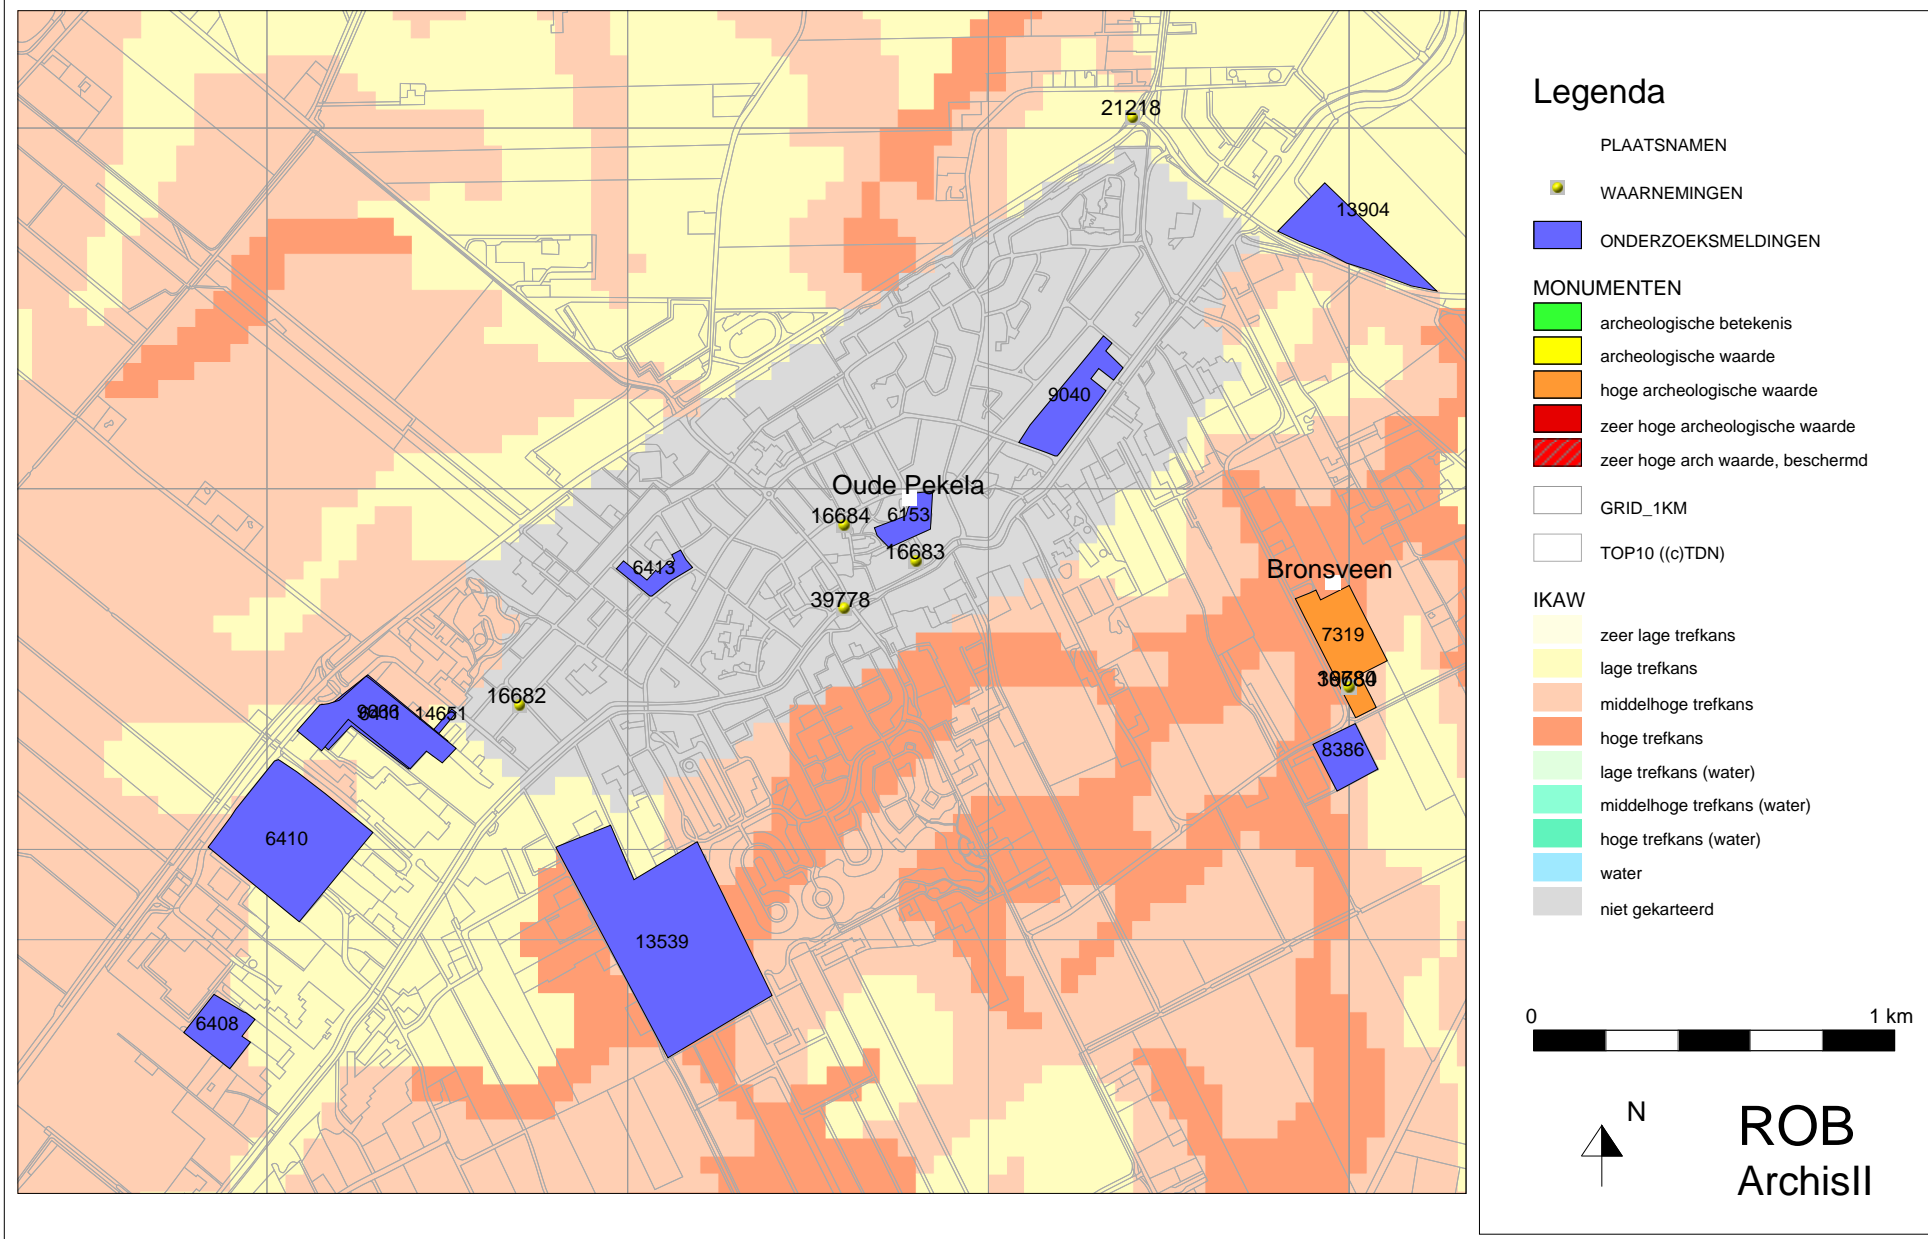 21218
13904
9040
Oude Pekela
16684
6153
16683
6413
39778
Bronsveen
7319
16682
14651
8386
6410
13539
6408
Legenda
PLAATSNAMEN
WAARNEMINGEN
ONDERZOEKSMELDINGEN
MONUMENTEN
archeologische betekenis
archeologische waarde
hoge archeologische waarde
zeer hoge archeologische waarde
zeer hoge arch waarde, beschermd
GRID_1KM
TOP10 ((c)TDN)
IKAW
zeer lage trefkans
lage trefkans
middelhoge trefkans
hoge trefkans
lage trefkans (water)
middelhoge trefkans (water)
hoge trefkans (water)
water
niet gekarteerd
0 1 km
N
ROB
ArchisII